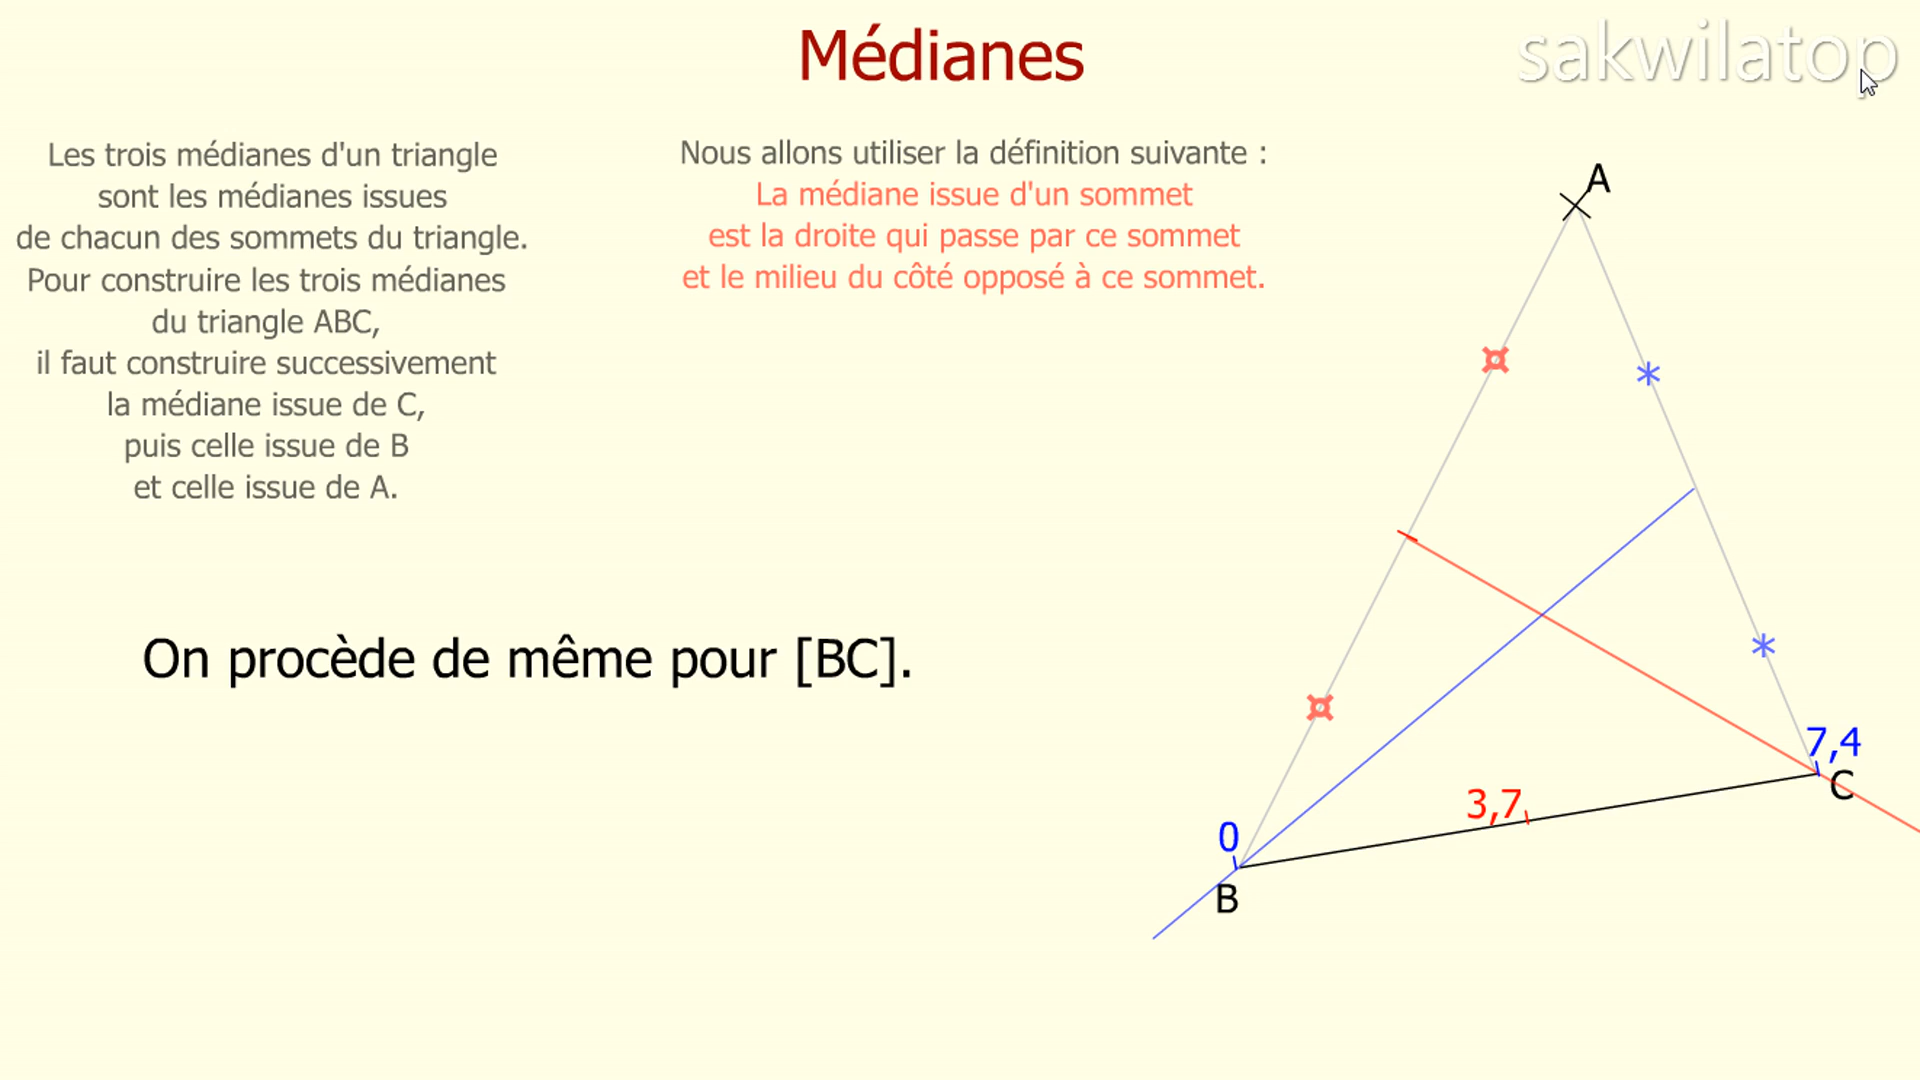 Médianes
sakwilatop
Les trois médianes d'un triangle
sont les médianes issues
de chacun des sommets du triangle.
Pour construire les trois médianes
du triangle ABC,
il faut construire successivement
la médiane issue de C,
puis celle issue de B
et celle issue de A.
Nous allons utiliser la définition suivante :
La médiane issue d'un sommet
est la droite qui passe par ce sommet
et le milieu du côté opposé à ce sommet.
On procède de même pour [BC].
A
7,4
C
3,7
0
B